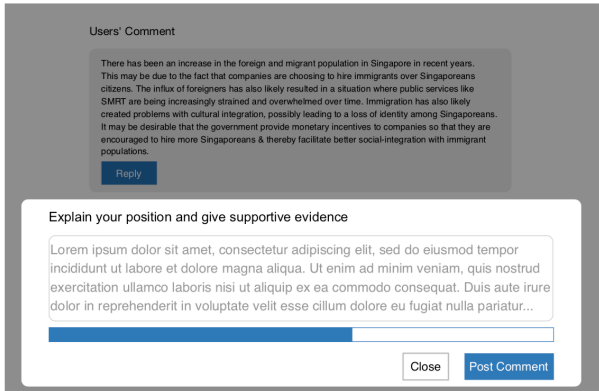 Users' Comment
There has been an increase in the foreign and migrant population in Singapore in recent years.
This may be due to the fact that companies are choosing to hire immigrants over Singaporeans
citizens. The influx of foreigners has also likely resulted in a situation where public services like
SMRT are being increasingly strained and overwhelmed over time. Immigration has also likely
created problems with cultural integration, possibly leading to a loss of identity among Singaporeans.
It may be desirable that the government provide monetary incentives to companies so that they are
encouraged to hire more Singaporeans & thereby facilitate better social-integration with immigrant
populations.
Reply
Explain your position and give supportive evidence
Lorem ipsum dolor sit amet, consectetur adipiscing elit, sed do eiusmod tempor
incididunt ut labore et dolore magna aliqua. Ut enim ad minim veniam, quis nostrud
exercitation ullamco laboris nisi ut aliquip ex ea commodo consequat. Duis aute irure
dolor in reprehenderit in voluptate velit esse cillum dolore eu fugiat nulla pariatur...
Close
Post Comment